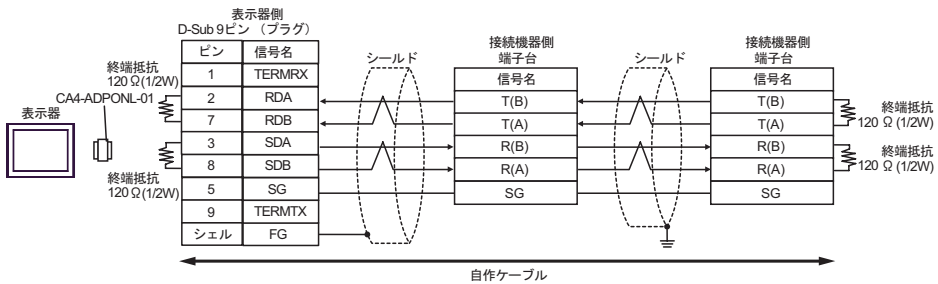 表示器側
D-Sub 9ピン （プラグ）
ピン 信号名
1 TERMRX
2 RDA
7 RDB
3 SDA
8 SDB
5 SG
9 TERMTX
シェル FG
終端抵抗
120 Ω(1/2W)
CA4-ADPONL-01
表示器
終端抵抗
120 Ω(1/2W)
シールド
接続機器側
端子台
信号名
T(B)
T(A)
R(B)
R(A)
SG
シールド
接続機器側
端子台
信号名
T(B)
T(A)
R(B)
R(A)
SG
終端抵抗
120 Ω (1/2W)
終端抵抗
120 Ω (1/2W)
自作ケーブル